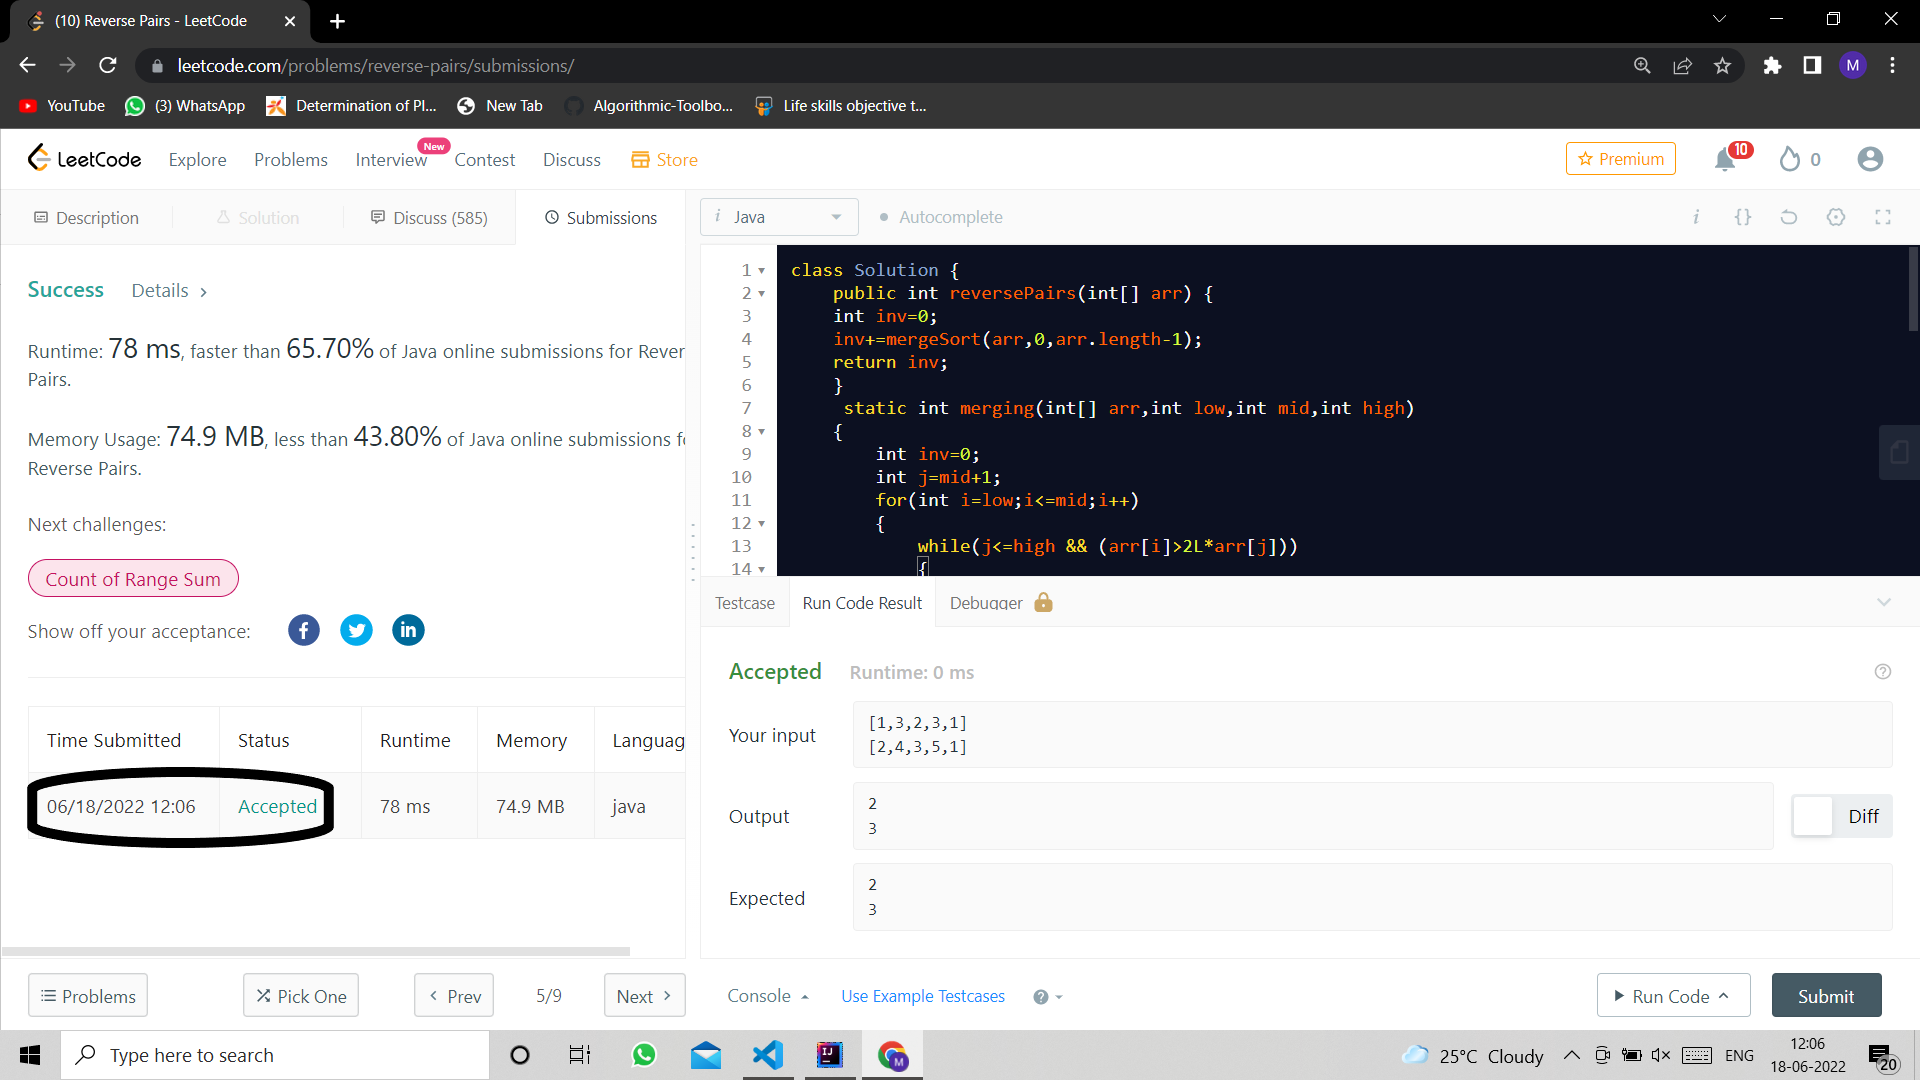 (10) Reverse Pairs - LeetCode
leetcode.com/problems/reverse-pairs/submissions/
M
YouTube (3) WhatsApp Determination of Pl... New Tab Algorithmic-Toolbo... Life skills objective t...
LeetCode Explore Problems Interview New Contest Discuss Store Premium 10 0
Description Solution Discuss (585) Submissions
i Java Autocomplete i {}
Success Details >
Runtime: 78 ms, faster than 65.70% of Java online submissions for Rever
Pairs.
Memory Usage: 74.9 MB, less than 43.80% of Java online submissions f
Reverse Pairs.
Next challenges:
Count of Range Sum
Show off your acceptance:
Time Submitted Status Runtime Memory Languag
06/18/2022 12:06 Accepted 78 ms 74.9 MB java
1 class Solution {
2 public int reversePairs(int[] arr) {
3 int inv=0;
4 inv+=mergeSort(arr,0,arr.length-1);
5 return inv;
6 }
7 static int merging(int[] arr,int low,int mid,int high)
8 {
9 int inv=0;
10 int j=mid+1;
11 for(int i=low;i<=mid;i++)
12 {
13 while(j<=high && (arr[i]>2L*arr[j]))
14 {
Testcase Run Code Result Debugger
Accepted Runtime: 0 ms
Your input
[1,3,2,3,1]
[2,4,3,5,1]
Output
2
3
Diff
Expected
2
3
Problems Pick One < Prev 5/9 Next >
Console Use Example Testcases Run Code Submit
Type here to search
IJ
M
25°C Cloudy ENG
12:06
18-06-2022
20